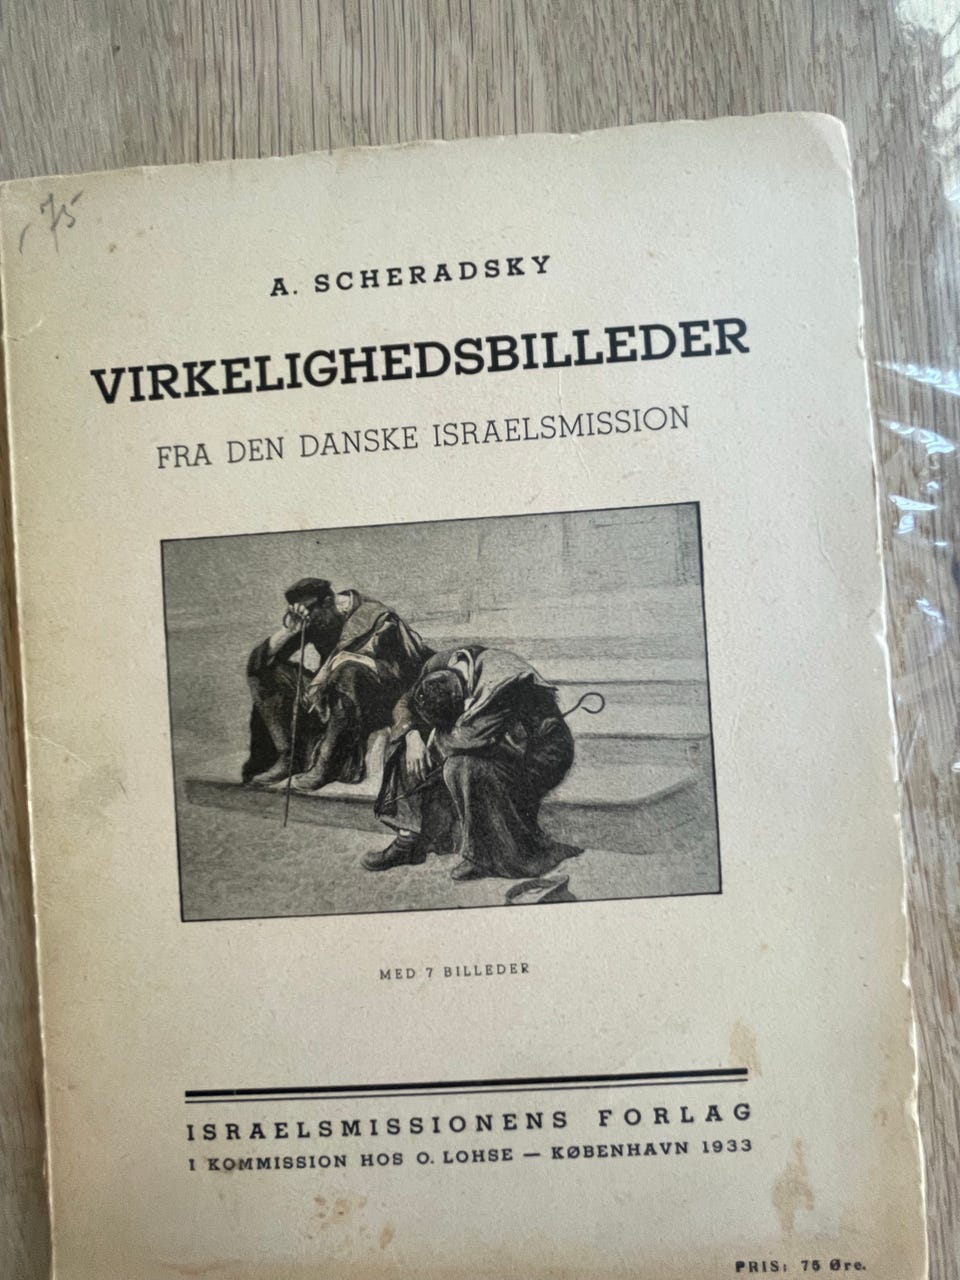 - 75
A. SCHERADSKY
VIRKELIGHEDSBILLEDER
FRA DEN DANSKE ISRAELSMISSION
MED 7 BILLEDER
ISRAELSMISSIONENS FORLAG
I KOMMISSION HOS O. LOHSE — KØBENHAVN 1933
PRIS: 75 Øre.